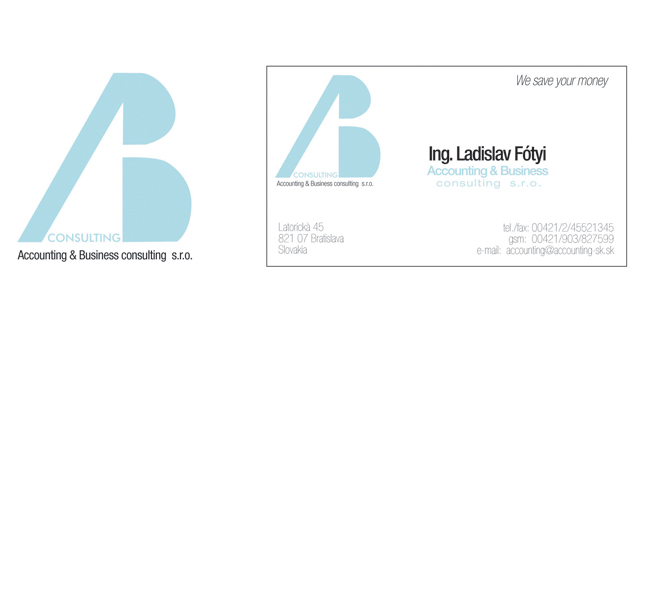 AB
CONSULTING
Accounting & Business consulting s.r.o.
We save your money
AB
CONSULTING
Accounting & Business consulting s.r.o.
Ing. Ladislav Fótyi
Accounting & Business
consulting s.r.o.
Latorická 45
821 07 Bratislava
Slovakia
tel./fax: 00421/2/45521345
gsm: 00421/903/827599
e-mail: accounting@accounting-sk.sk